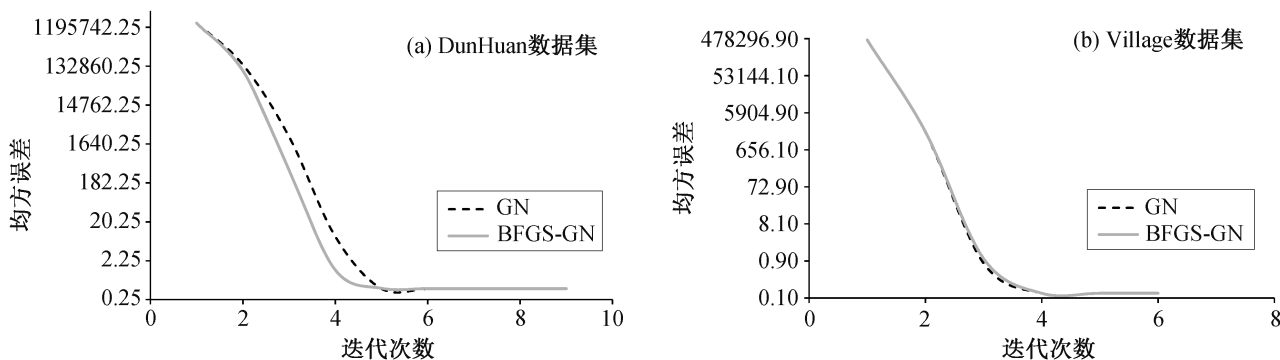 (a) DunHuan数据集
1195742.25
132860.25
14762.25
1640.25
182.25
20.25
2.25
0.25
均方误差
GN
BFGS-GN
0 2 4 6 8 10
迭代次数
(b) Village数据集
478296.90
53144.10
5904.90
656.10
72.90
8.10
0.90
0.10
均方误差
GN
BFGS-GN
0 2 4 6 8
迭代次数